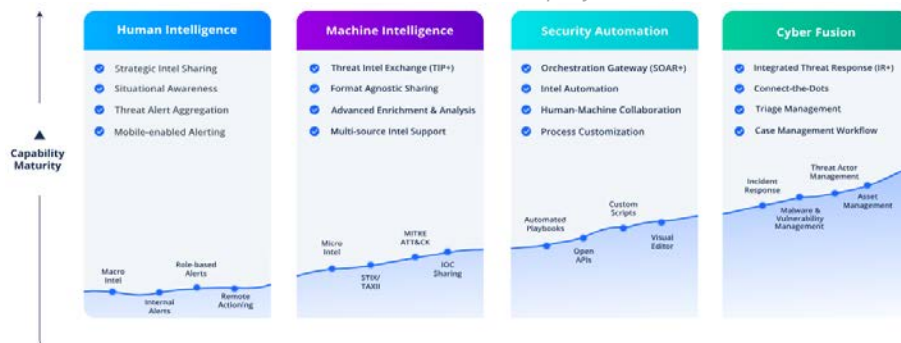 Capability
Maturity
Human Intelligence
Strategic Intel Sharing
Situational Awareness
Threat Alert Aggregation
Mobile-enabled Alerting
Macro
Intel
Internal
Alerts
Role-based
Alerts
Remote
Actioning
Machine Intelligence
Threat Intel Exchange (TIP+)
Format Agnostic Sharing
Advanced Enrichment & Analysis
Multi-source Intel Support
Micro
Intel
STIX/
TAXII
MITRE
ATT&CK
IOC
Sharing
Security Automation
Orchestration Gateway (SOAR+)
Intel Automation
Human-Machine Collaboration
Process Customization
Automated
Playbooks
Open
APIs
Custom
Scripts
Visual
Editor
Cyber Fusion
Integrated Threat Response (IR+)
Connect-the-Dots
Triage Management
Case Management Workflow
Incident
Response
Malware &
Vulnerability
Management
Threat Actor
Management
Asset
Management